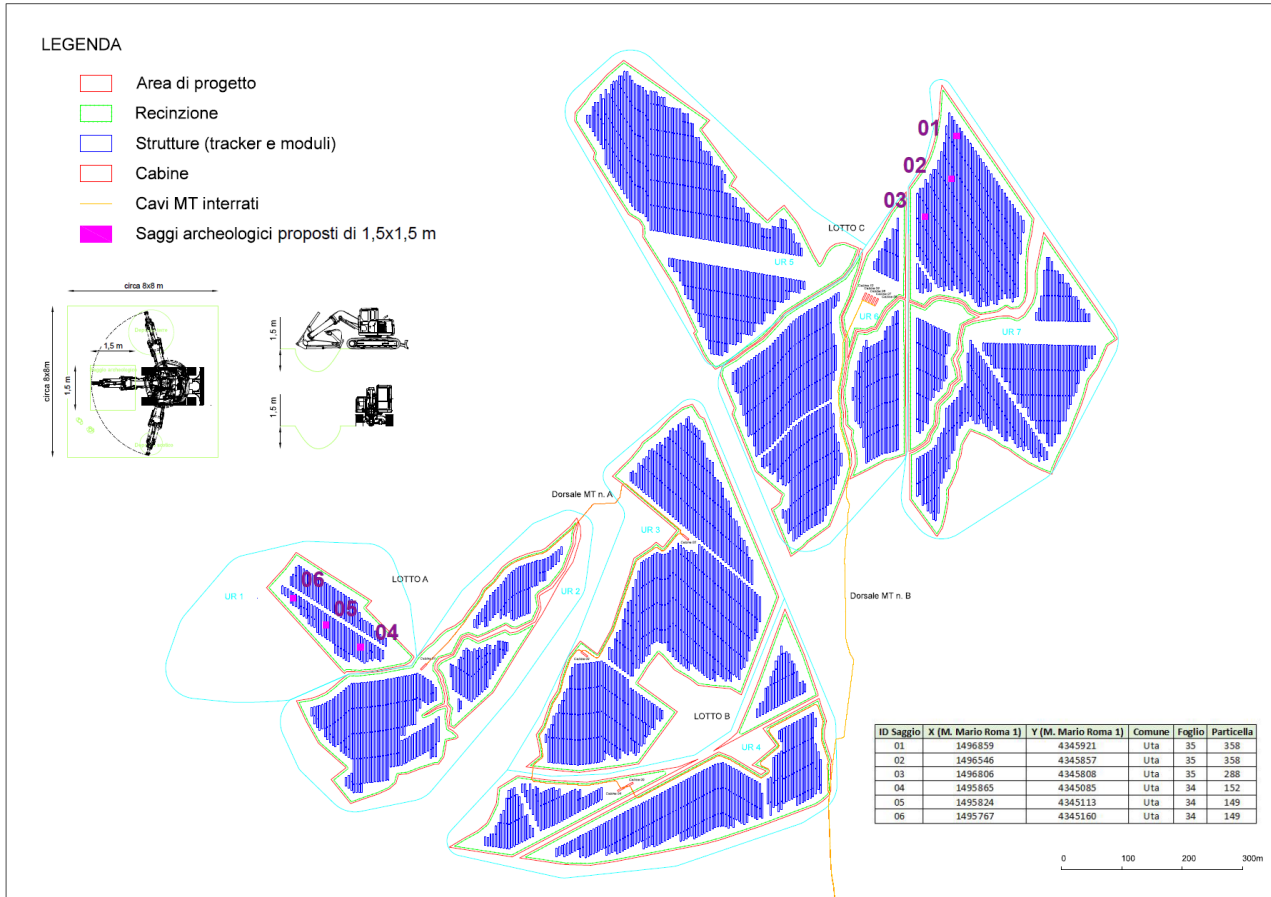 LEGENDA
Area di progetto
Recinzione
Strutture (tracker e moduli)
Cabine
Cavi MT interrati
Saggi archeologici proposti di 1,5x1,5 m
circa 8x8 m
circa 8x8m
1,5 m
1,5 m
1,5 m
1,5 m
01
02
03
LOTTO C
UR 5
UR 6
UR 7
Dorsale MT n. A
UR 3
UR 1
LOTTO A
UR 2
06
05
04
Dorsale MT n. B
LOTTO B
UR 4
ID Saggio X (M. Mario Roma 1) Y (M. Mario Roma 1) Comune Foglio Particella
01 1496859 4345921 Uta 35 358
02 1496546 4345857 Uta 35 358
03 1496806 4345808 Uta 35 288
04 1495865 4345085 Uta 34 152
05 1495824 4345113 Uta 34 149
06 1495767 4345160 Uta 34 149
0 100 200 300m